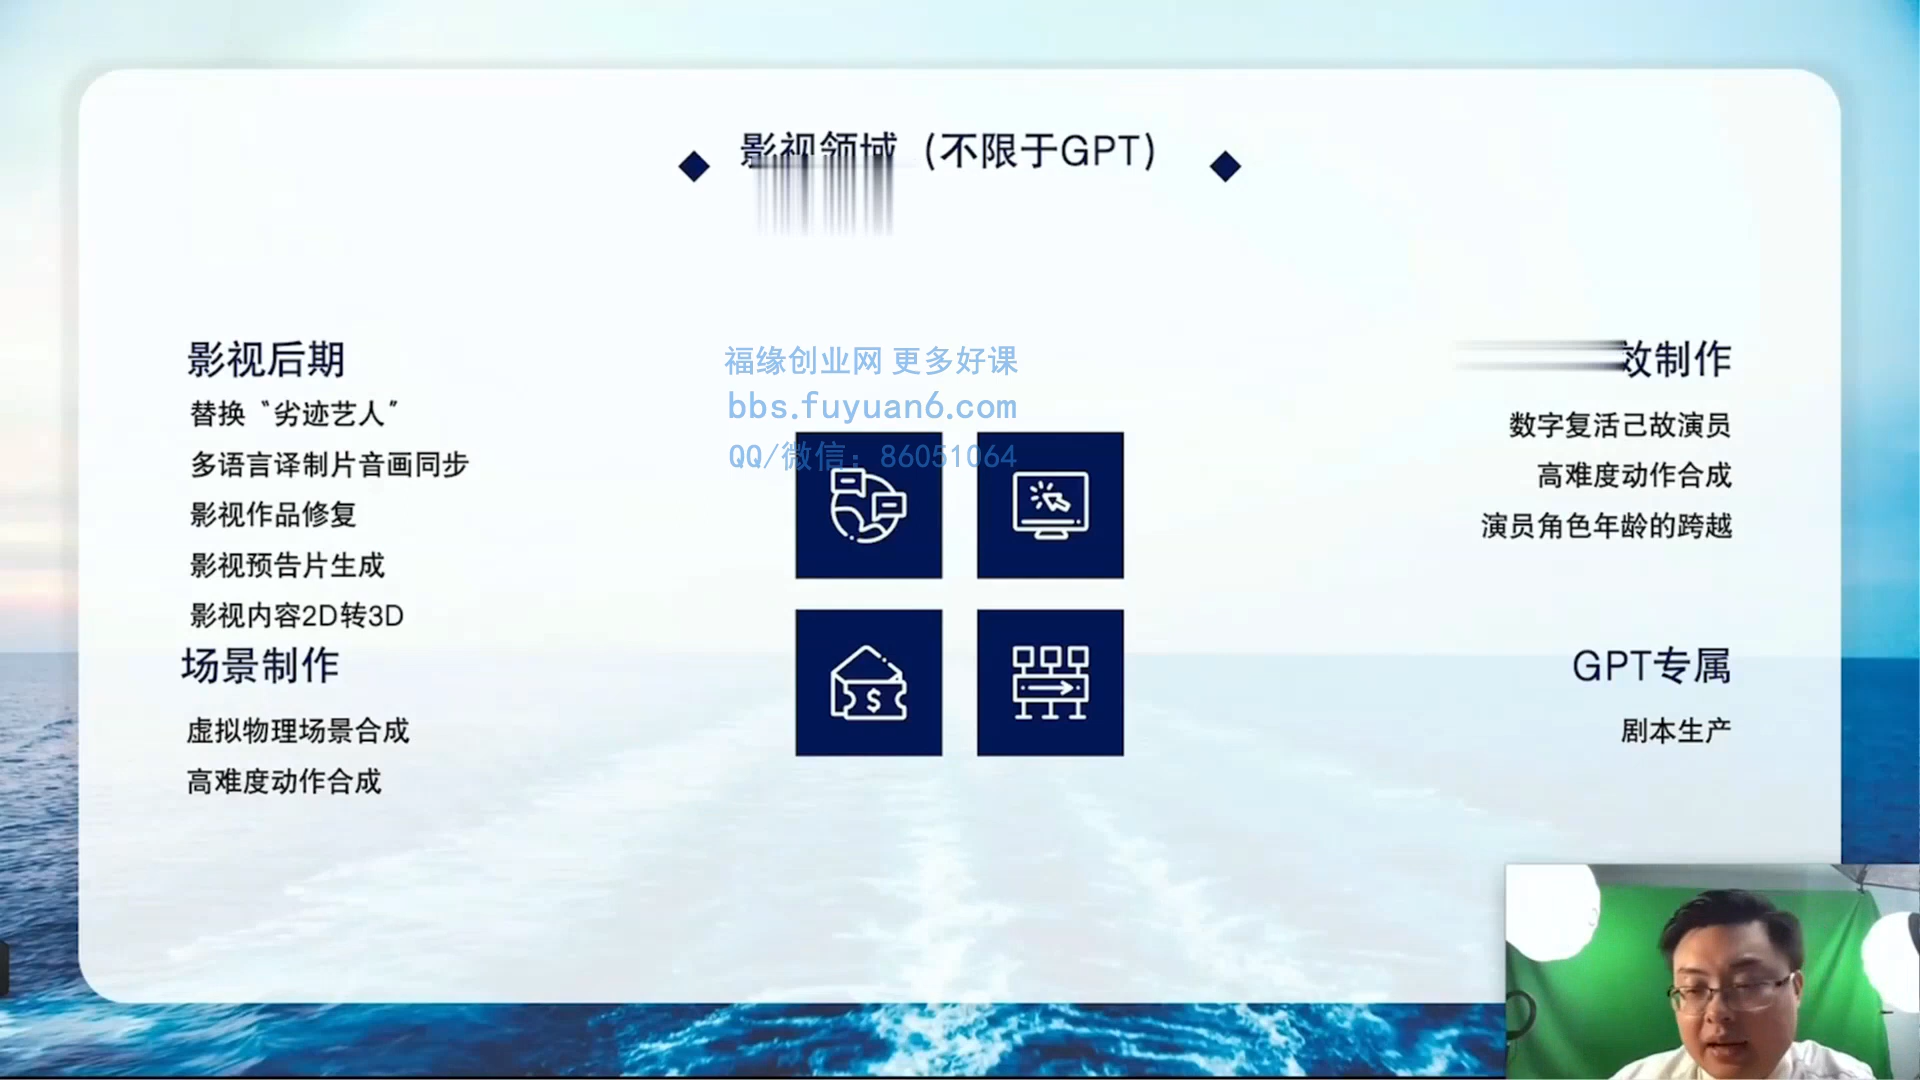 影视领域（不限于GPT）
影视后期
替换“劣迹艺人”
多语言译制片音画同步
影视作品修复
影视预告片生成
影视内容2D转3D
场景制作
虚拟物理场景合成
高难度动作合成
福缘创业网 更多好课
bbs.fuyuan6.com
QQ/微信：86051064
$
效制作
数字复活己故演员
高难度动作合成
演员角色年龄的跨越
GPT专属
剧本生产